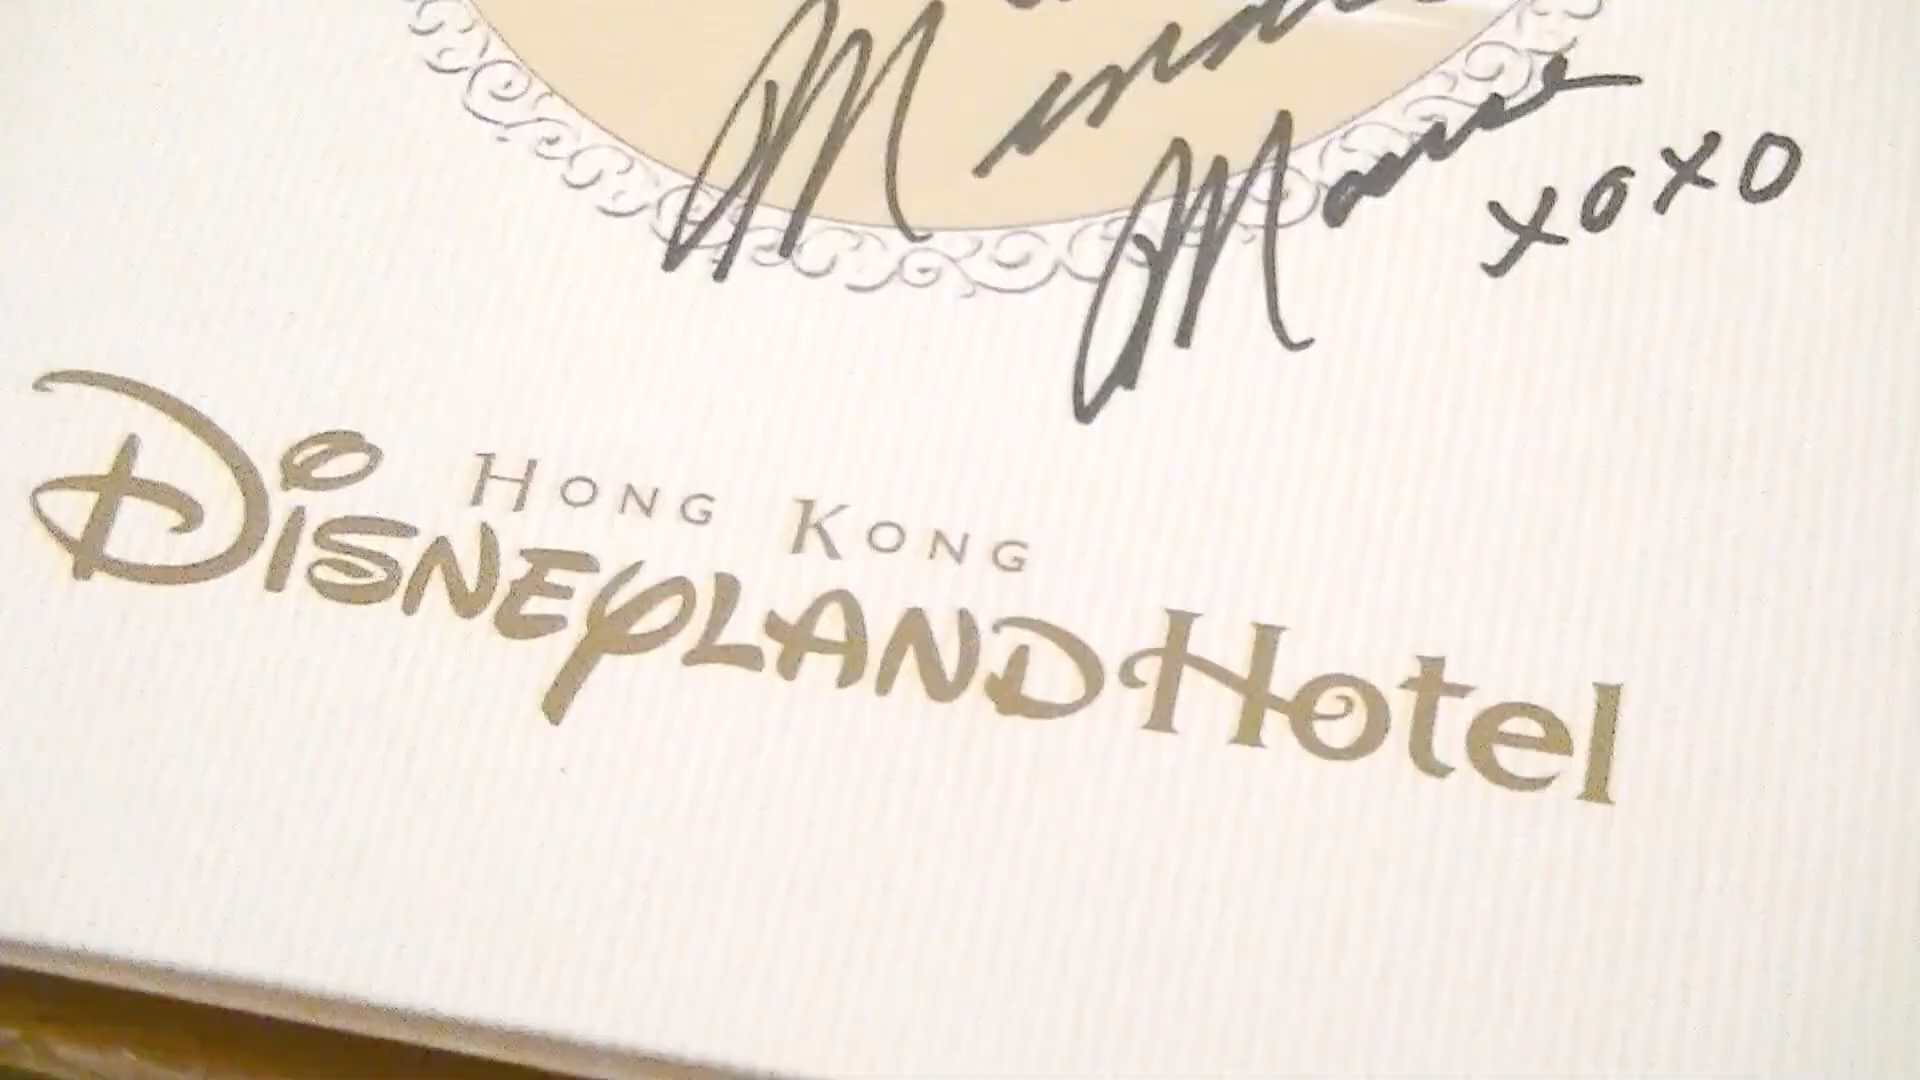 Minnie
Mouse
xoxo
HONG KONG
DISNEYLAND Hotel